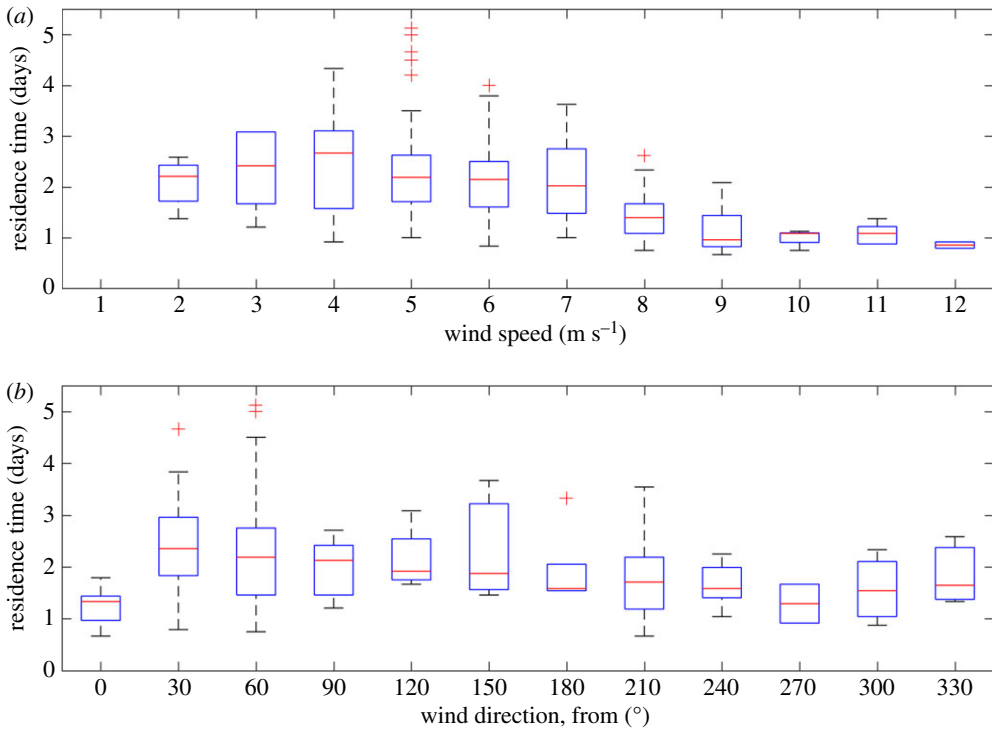 (a)
residence time (days)
5
4
3
2
1
0
1 2 3 4 5 6 7 8 9 10 11 12
wind speed (m s–1)
(b)
residence time (days)
5
4
3
2
1
0
0 30 60 90 120 150 180 210 240 270 300 330
wind direction, from (°)